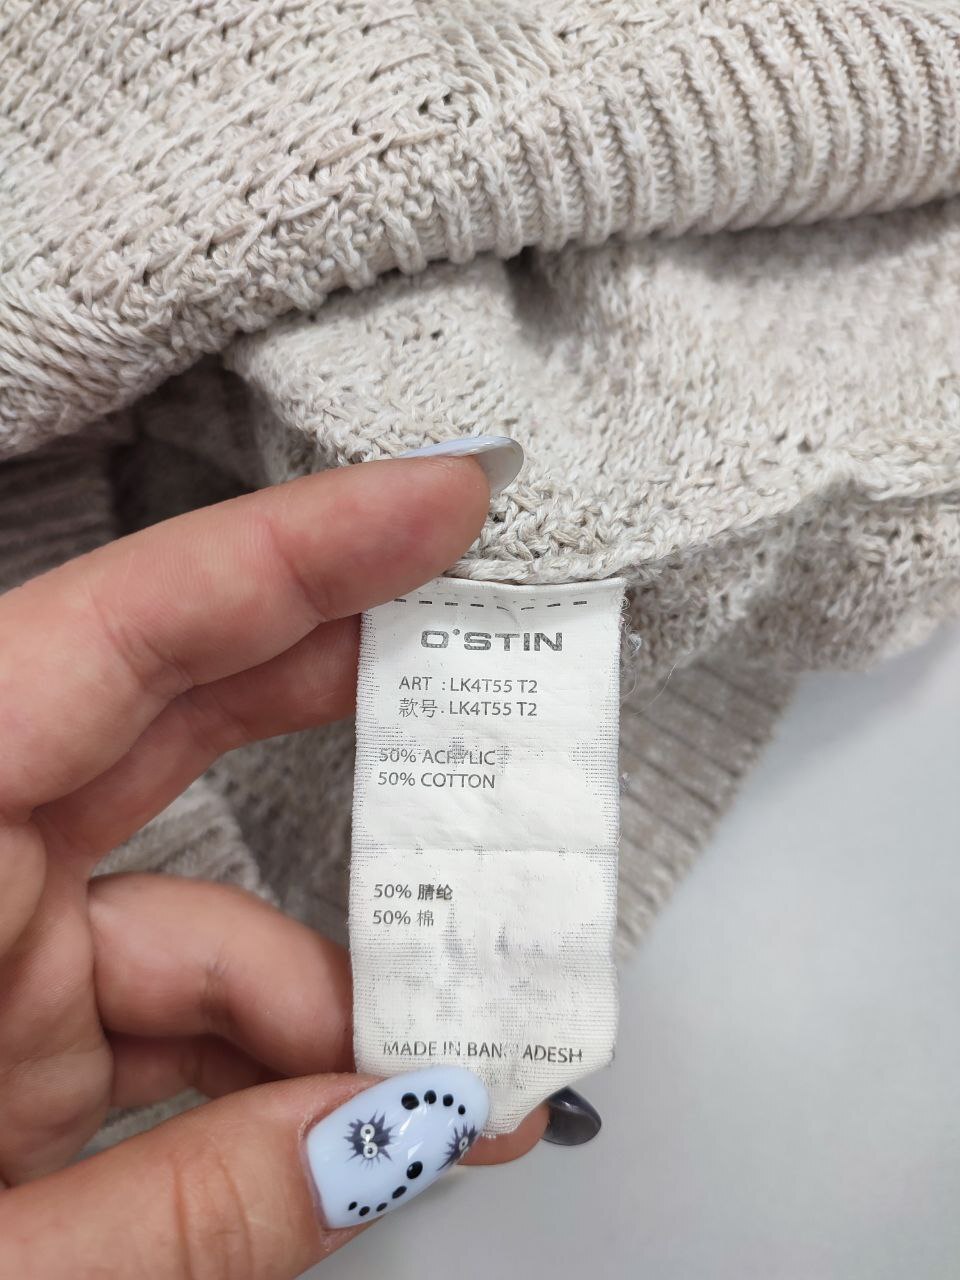 O'STIN
ART : LK4T55 T2
款号 : LK4T55 T2
50% ACRYLIC
50% COTTON
50% 腈纶
50% 棉
MADE IN BANGLADESH